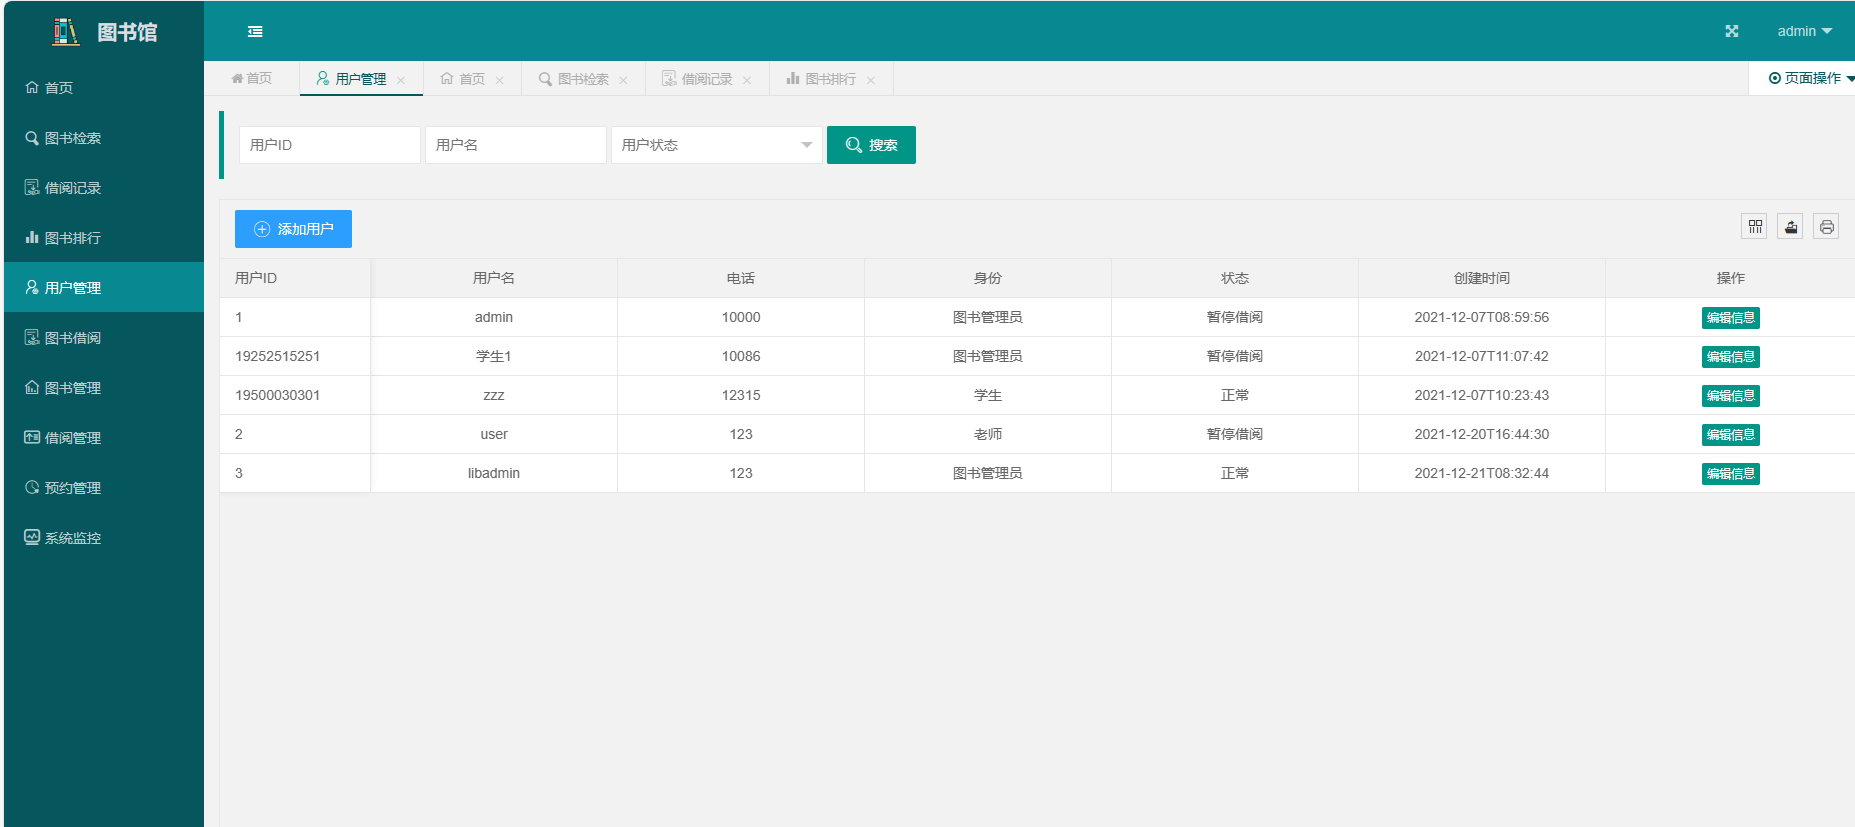 图书馆
admin
首页
图书检索
借阅记录
图书排行
用户管理
图书借阅
图书管理
借阅管理
预约管理
系统监控
首页 用户管理 首页 图书检索 借阅记录 图书排行 页面操作
用户ID 用户名 用户状态 搜索
添加用户
用户ID 用户名 电话 身份 状态 创建时间 操作
1 admin 10000 图书管理员 暂停借阅 2021-12-07T08:59:56 编辑信息
19252515251 学生1 10086 图书管理员 暂停借阅 2021-12-07T11:07:42 编辑信息
19500030301 zzz 12315 学生 正常 2021-12-07T10:23:43 编辑信息
2 user 123 老师 暂停借阅 2021-12-20T16:44:30 编辑信息
3 libadmin 123 图书管理员 正常 2021-12-21T08:32:44 编辑信息